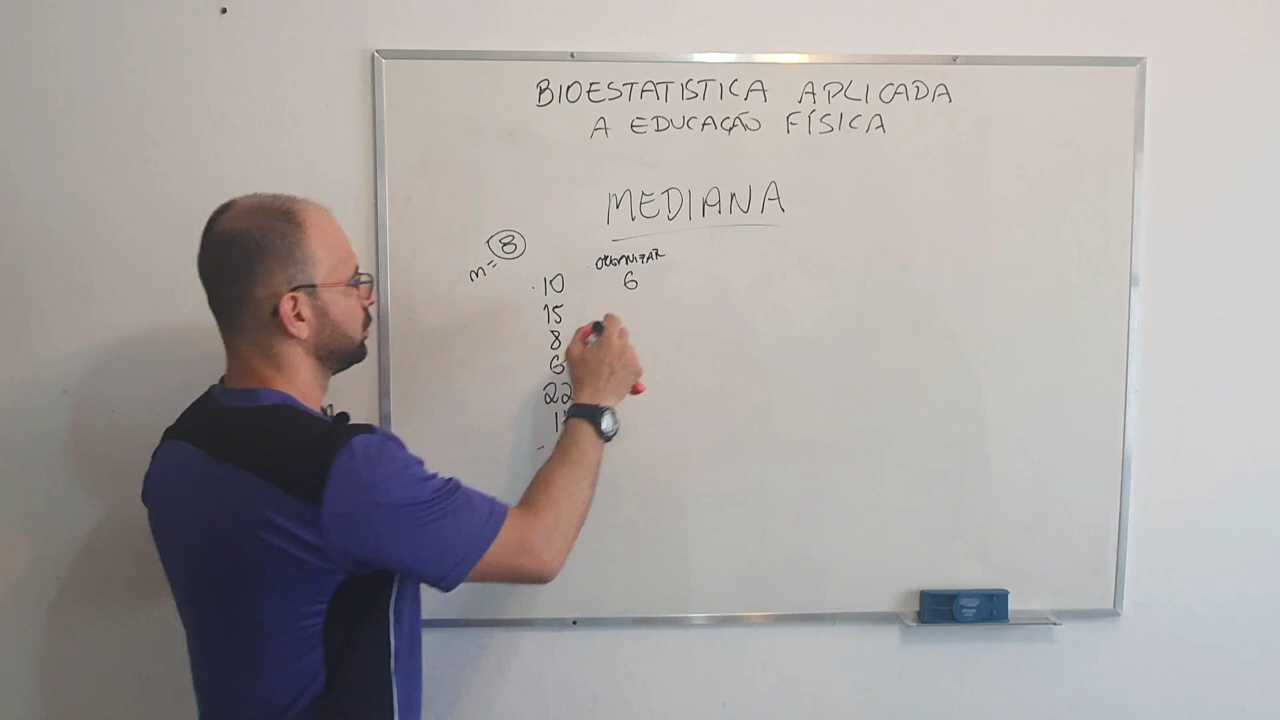 BIOESTATISTICA APLICADA
A EDUCAÇÃO FÍSICA
MEDIANA
n= 8
ORGANIZAR
10
6
15
8
6
22